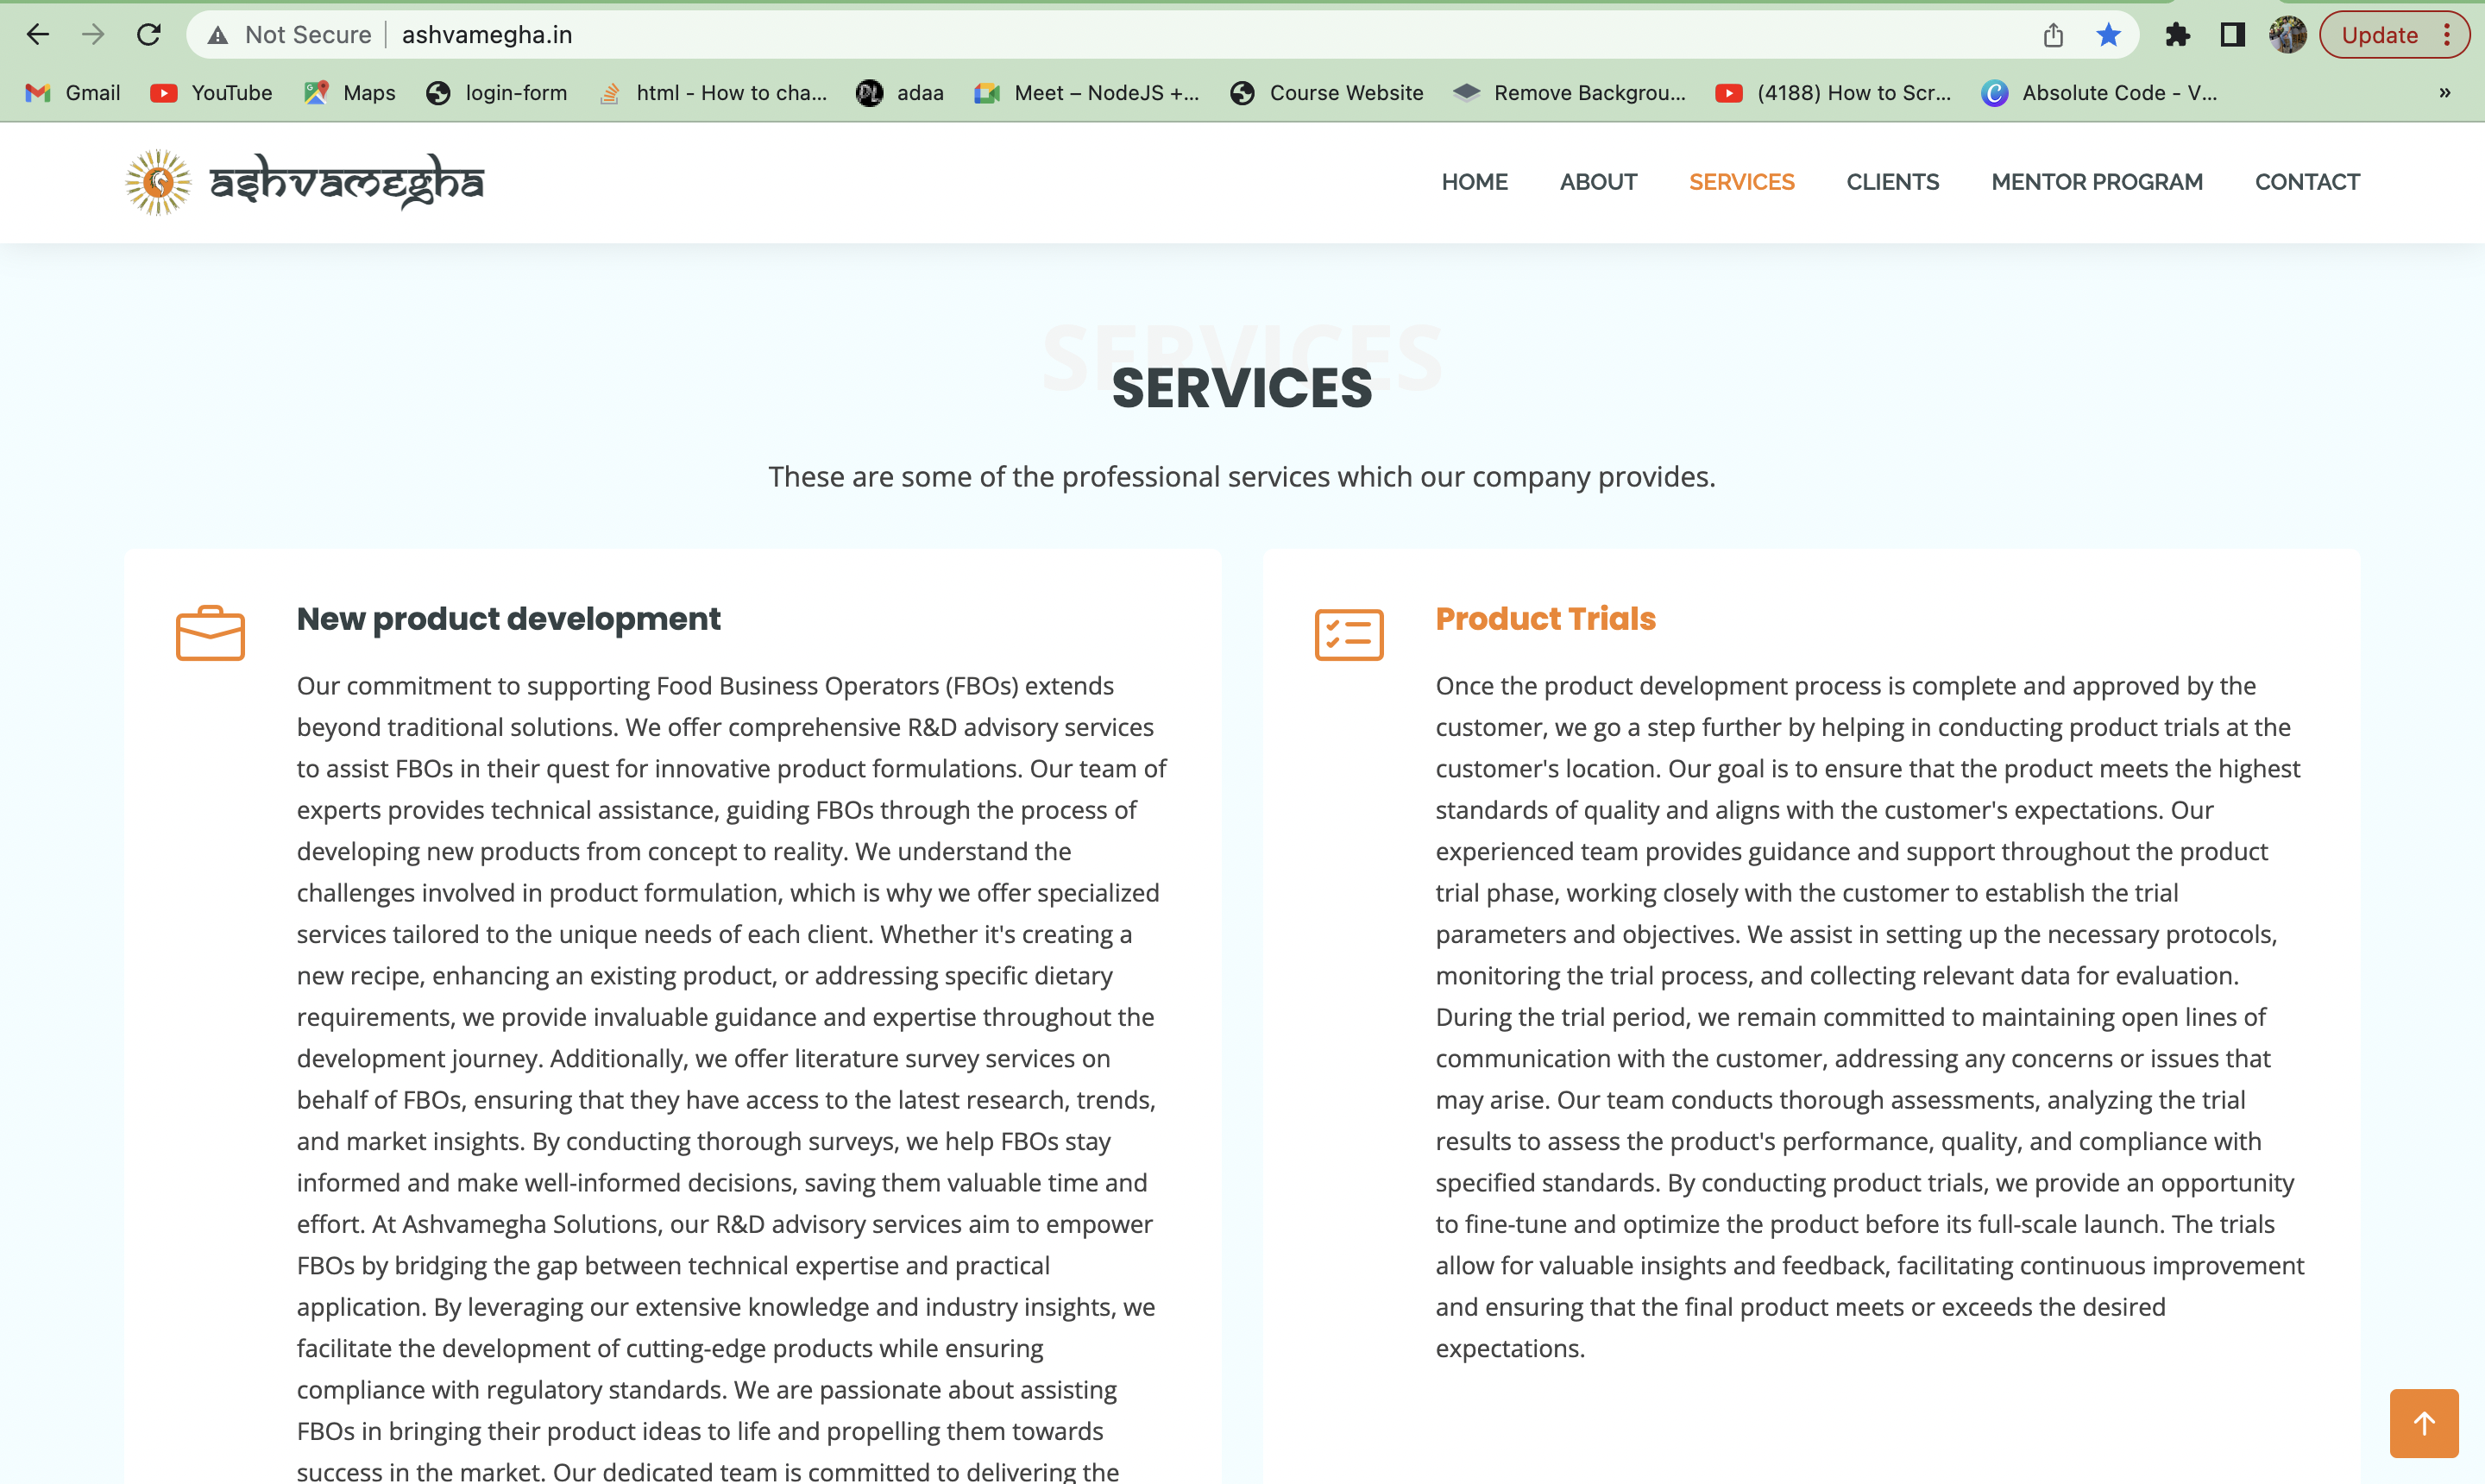 Not Secure
ashvamegha.in
Update
Gmail
YouTube
Maps
login-form
html - How to cha...
adaa
Meet – NodeJS +...
Course Website
Remove Backgrou...
(4188) How to Scr...
Absolute Code - V...
»
ashvamegha
HOME
ABOUT
SERVICES
CLIENTS
MENTOR PROGRAM
CONTACT
SERVICES
SERVICES
These are some of the professional services which our company provides.
New product development
Our commitment to supporting Food Business Operators (FBOs) extends
beyond traditional solutions. We offer comprehensive R&D advisory services
to assist FBOs in their quest for innovative product formulations. Our team of
experts provides technical assistance, guiding FBOs through the process of
developing new products from concept to reality. We understand the
challenges involved in product formulation, which is why we offer specialized
services tailored to the unique needs of each client. Whether it's creating a
new recipe, enhancing an existing product, or addressing specific dietary
requirements, we provide invaluable guidance and expertise throughout the
development journey. Additionally, we offer literature survey services on
behalf of FBOs, ensuring that they have access to the latest research, trends,
and market insights. By conducting thorough surveys, we help FBOs stay
informed and make well-informed decisions, saving them valuable time and
effort. At Ashvamegha Solutions, our R&D advisory services aim to empower
FBOs by bridging the gap between technical expertise and practical
application. By leveraging our extensive knowledge and industry insights, we
facilitate the development of cutting-edge products while ensuring
compliance with regulatory standards. We are passionate about assisting
FBOs in bringing their product ideas to life and propelling them towards
success in the market. Our dedicated team is committed to delivering the
Product Trials
Once the product development process is complete and approved by the
customer, we go a step further by helping in conducting product trials at the
customer's location. Our goal is to ensure that the product meets the highest
standards of quality and aligns with the customer's expectations. Our
experienced team provides guidance and support throughout the product
trial phase, working closely with the customer to establish the trial
parameters and objectives. We assist in setting up the necessary protocols,
monitoring the trial process, and collecting relevant data for evaluation.
During the trial period, we remain committed to maintaining open lines of
communication with the customer, addressing any concerns or issues that
may arise. Our team conducts thorough assessments, analyzing the trial
results to assess the product's performance, quality, and compliance with
specified standards. By conducting product trials, we provide an opportunity
to fine-tune and optimize the product before its full-scale launch. The trials
allow for valuable insights and feedback, facilitating continuous improvement
and ensuring that the final product meets or exceeds the desired
expectations.